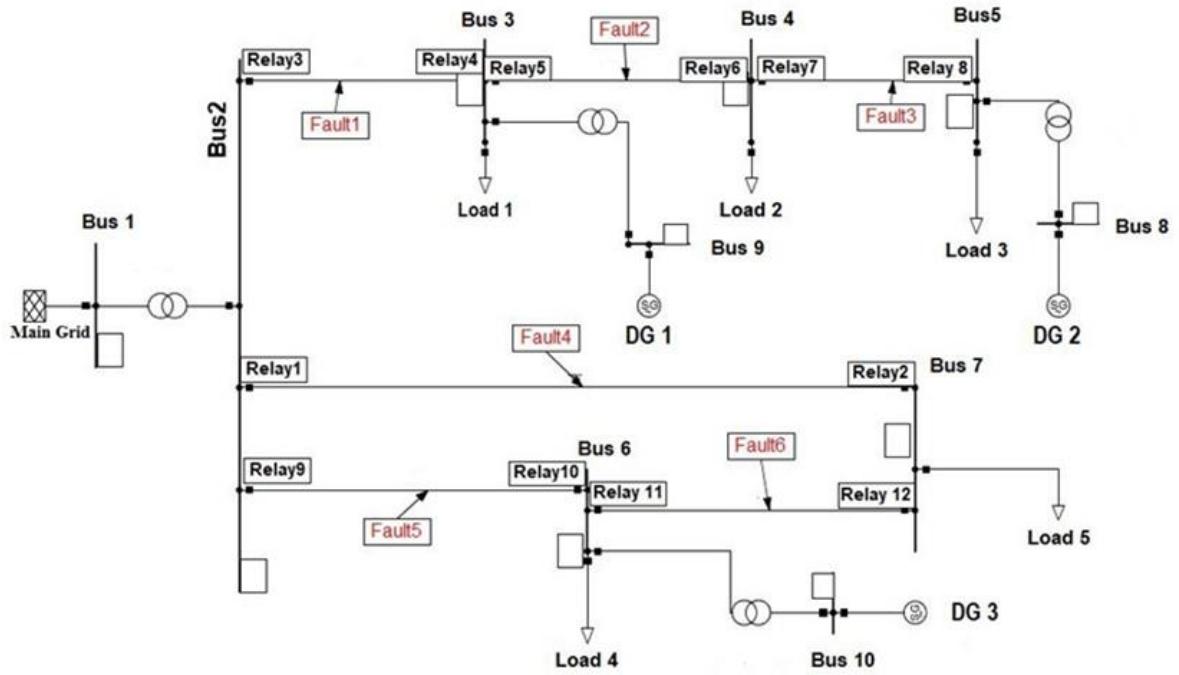 Bus 3
Bus 4
Bus5
Fault2
Relay3
Relay4
Relay5
Relay6
Relay7
Relay 8
Fault1
Fault3
Bus2
Load 1
Load 2
Load 3
Bus 1
Bus 9
Bus 8
SG
SG
Main Grid
DG 1
DG 2
Fault4
Relay1
Relay2
Bus 7
Bus 6
Fault6
Relay9
Relay10
Relay 11
Relay 12
Fault5
Load 5
SG
DG 3
Load 4
Bus 10